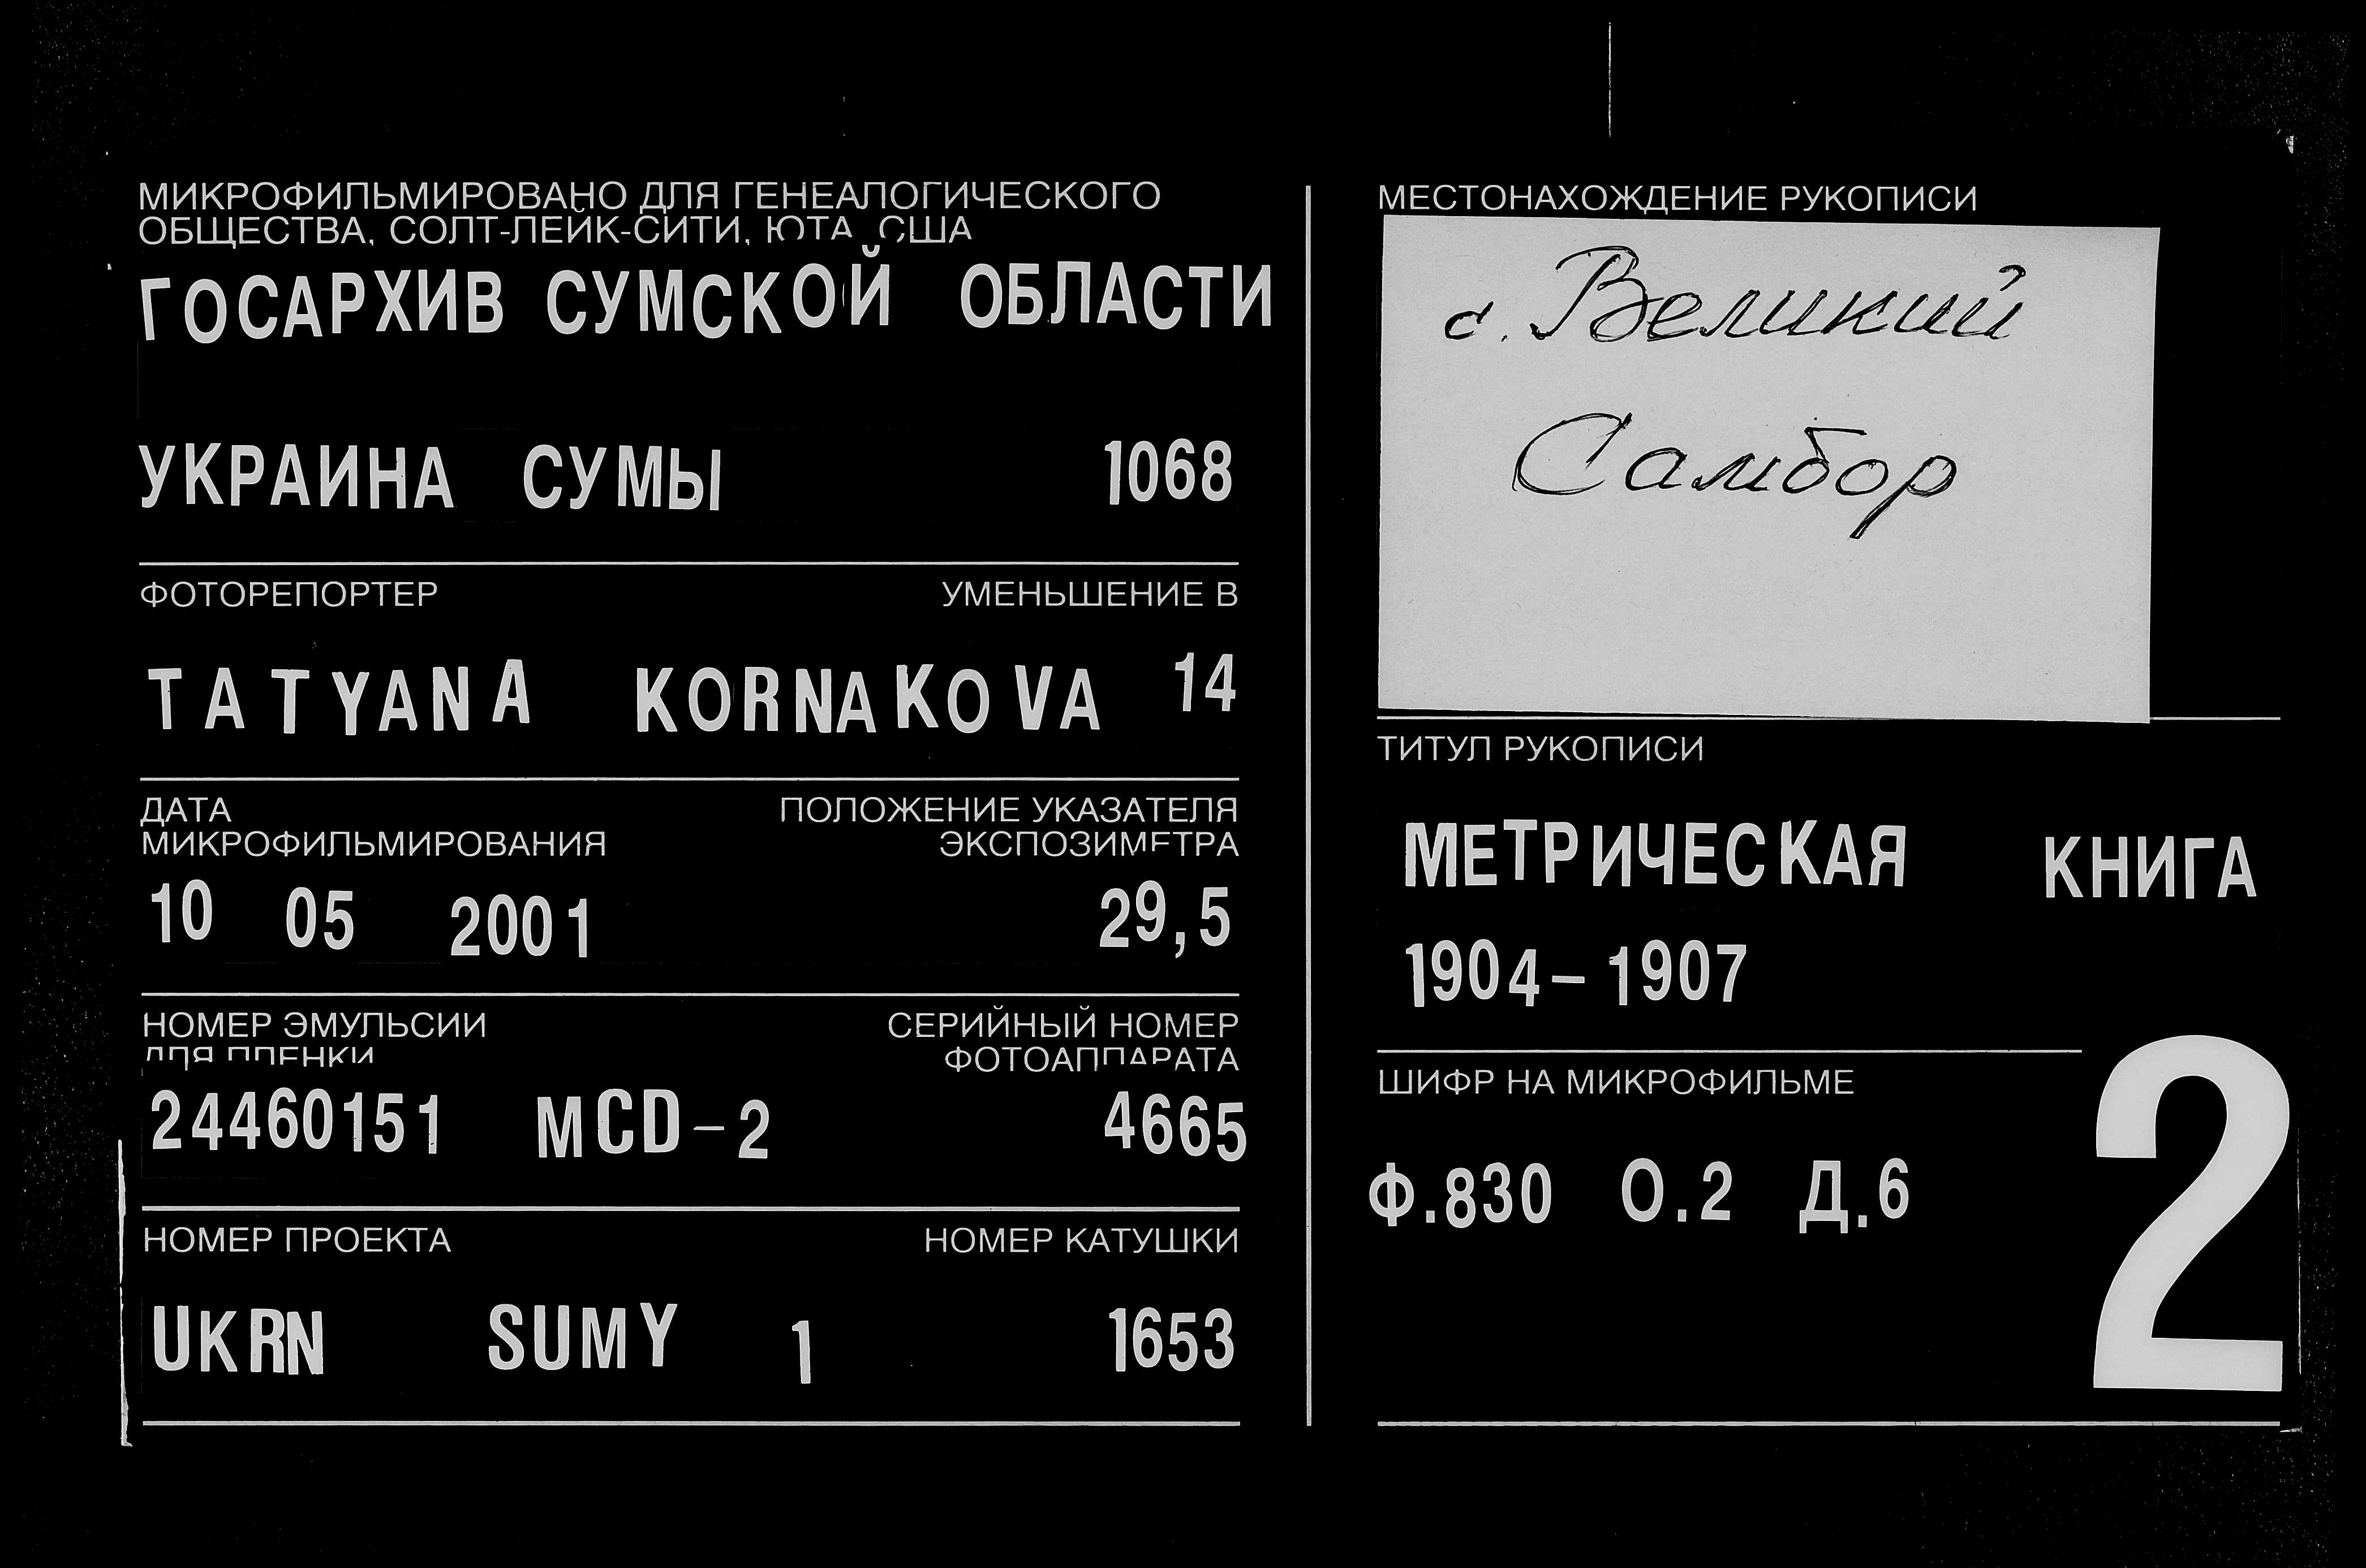 МИКРОФИЛЬМИРОВАНО ДЛЯ ГЕНЕАЛОГИЧЕСКОГО
ОБЩЕСТВА, СОЛТ-ЛЕЙК-СИТИ, ЮТА, США
ГОСАРХИВ СУМСКОЙ ОБЛАСТИ
УКРАИНА СУМЫ 1068
ФОТОРЕПОРТЕР УМЕНЬШЕНИЕ В
TATYANA KORNAKOVA 14
ДАТА ПОЛОЖЕНИЕ УКАЗАТЕЛЯ
МИКРОФИЛЬМИРОВАНИЯ ЭКСПОЗИМЕТРА
10 05 2001 29,5
НОМЕР ЭМУЛЬСИИ СЕРИЙНЫЙ НОМЕР
ДЛЯ ПЛЕНКИ ФОТОАППАРАТА
24460151 MCD-2 4665
НОМЕР ПРОЕКТА НОМЕР КАТУШКИ
UKRN SUMY 1 1653
МЕСТОНАХОЖДЕНИЕ РУКОПИСИ
с. Великий
Самбор
ТИТУЛ РУКОПИСИ
МЕТРИЧЕСКАЯ КНИГА
1904-1907
ШИФР НА МИКРОФИЛЬМЕ
Ф.830 О.2 Д.6
2